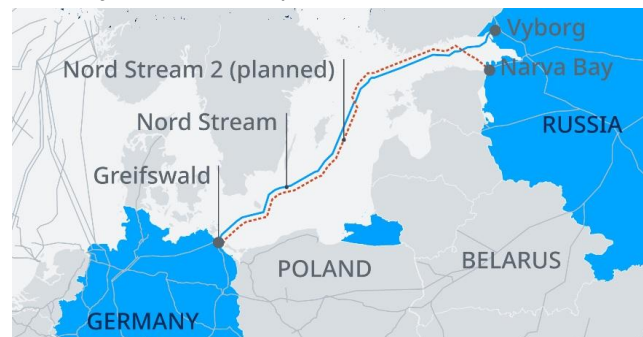 Vyborg
Nord Stream 2 (planned)
Narva Bay
Nord Stream
RUSSIA
Greifswald
POLAND
BELARUS
GERMANY